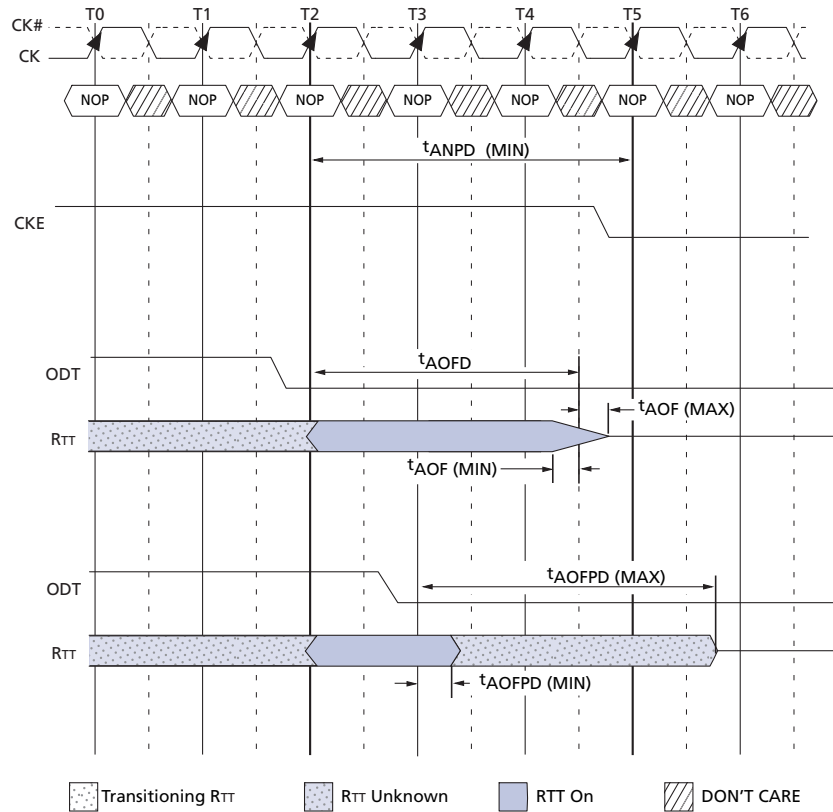 T0 T1 T2 T3 T4 T5 T6
CK#
CK
NOP NOP NOP NOP NOP NOP NOP
tANPD (MIN)
CKE
tAOFD
ODT
tAOF (MAX)
RTT
tAOF (MIN)
tAOFPD (MAX)
ODT
RTT
tAOFPD (MIN)
Transitioning RTT RTT Unknown RTT On DON'T CARE